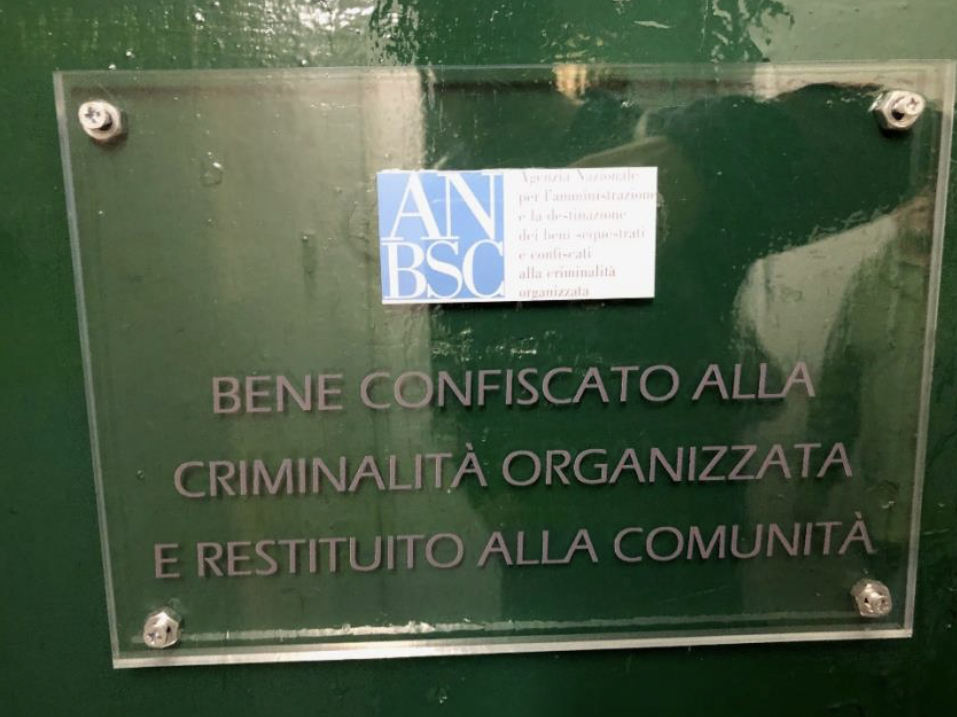 AN
BSC
Agenzia Nazionale
per l'amministrazione
e la destinazione
dei beni sequestrati
e confiscati
alla criminalità
organizzata
BENE CONFISCATO ALLA
CRIMINALITÀ ORGANIZZATA
E RESTITUITO ALLA COMUNITÀ